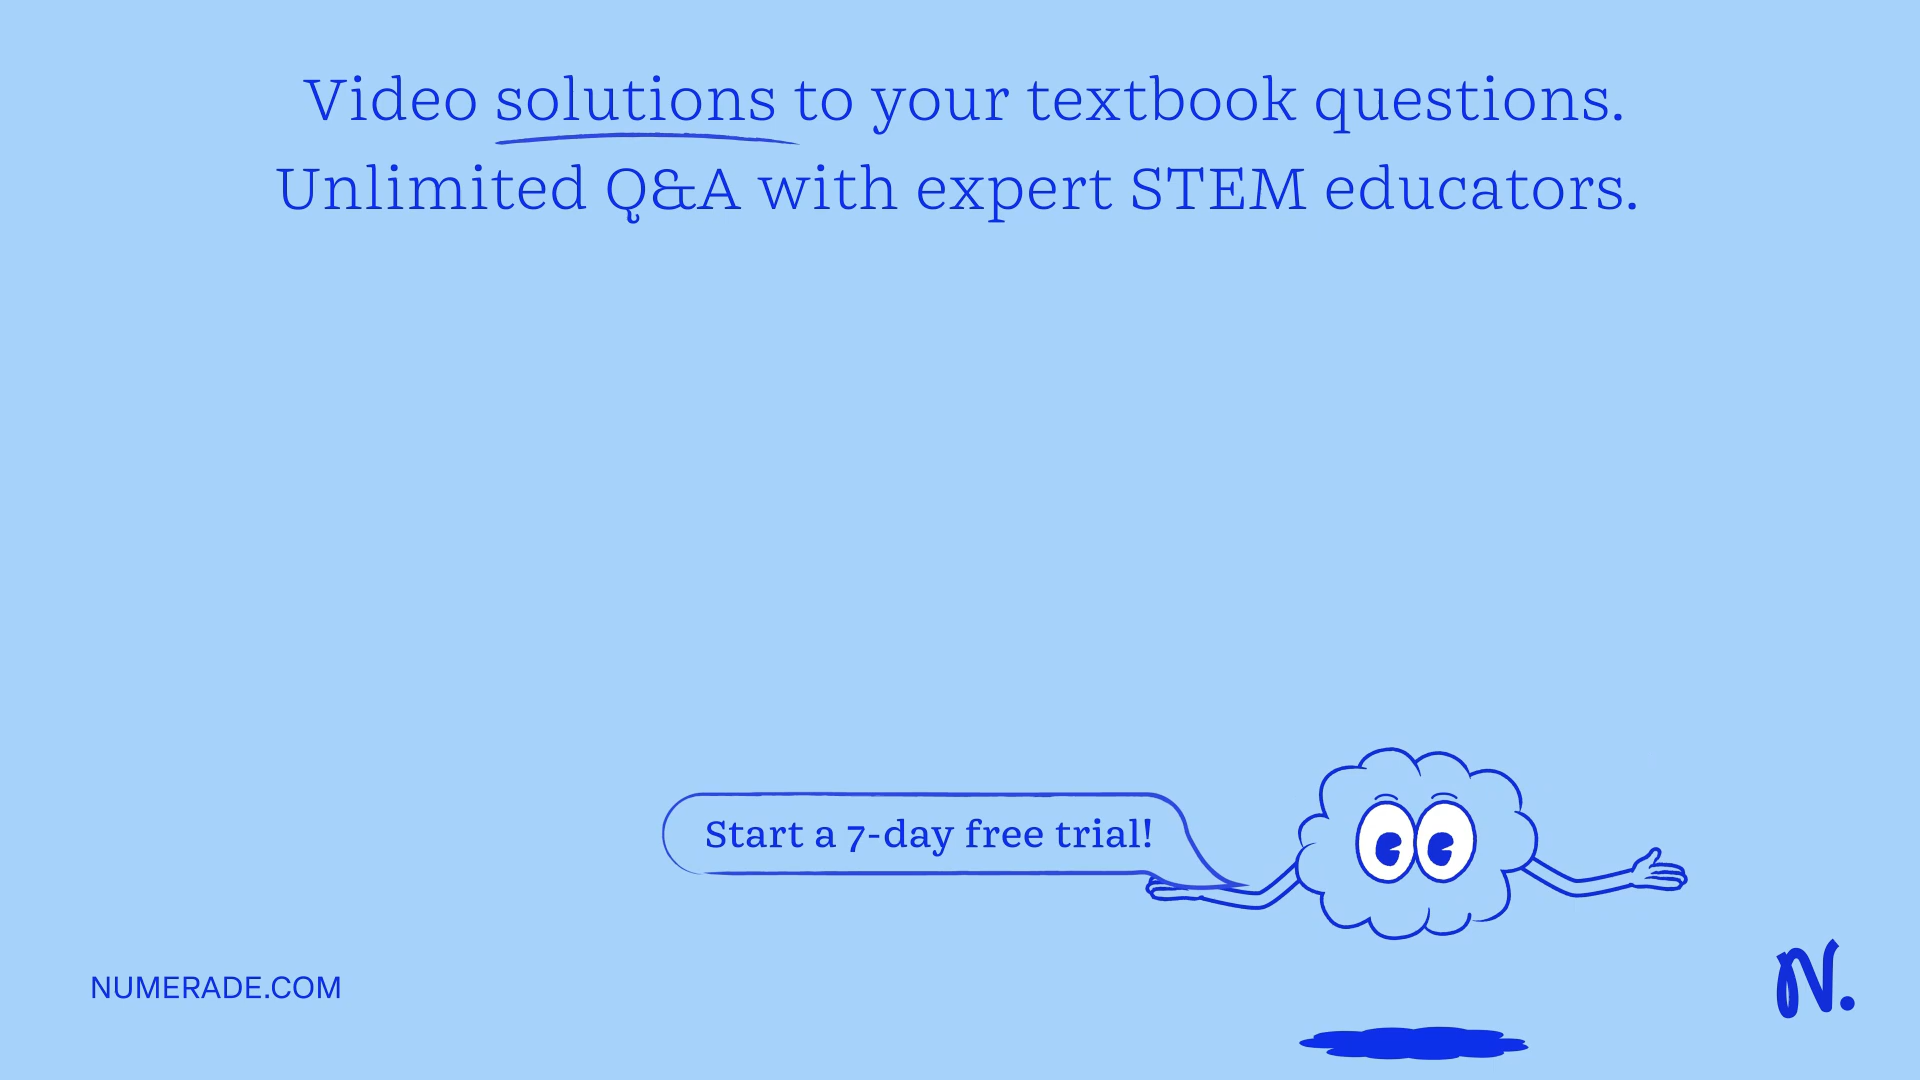 Video solutions to your textbook questions.
Unlimited Q&A with expert STEM educators.
Start a 7-day free trial!
NUMERADE.COM
N.